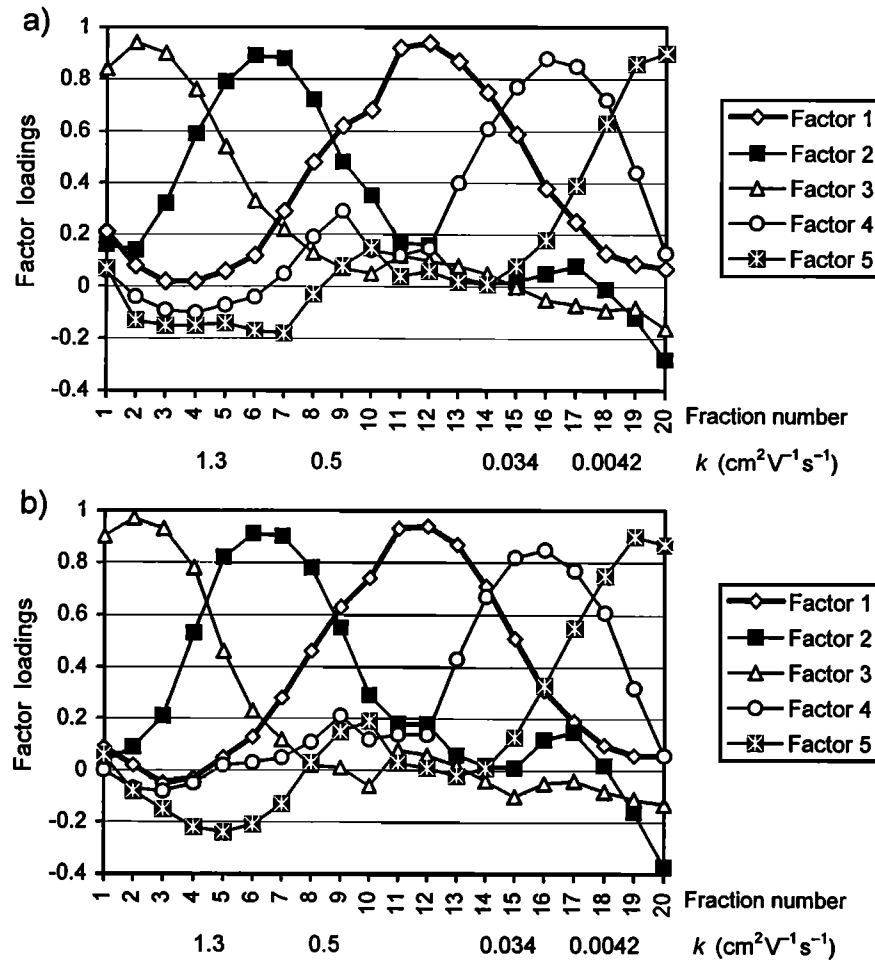 a)
Factor loadings
1
0.8
0.6
0.4
0.2
0
-0.2
-0.4
1 2 3 4 5 6 7 8 9 10 11 12 13 14 15 16 17 18 19 20 Fraction number
1.3 0.5 0.034 0.0042 k (cm²V⁻¹s⁻¹)
Factor 1
Factor 2
Factor 3
Factor 4
Factor 5
b)
Factor loadings
1
0.8
0.6
0.4
0.2
0
-0.2
-0.4
1 2 3 4 5 6 7 8 9 10 11 12 13 14 15 16 17 18 19 20 Fraction number
1.3 0.5 0.034 0.0042 k (cm²V⁻¹s⁻¹)
Factor 1
Factor 2
Factor 3
Factor 4
Factor 5